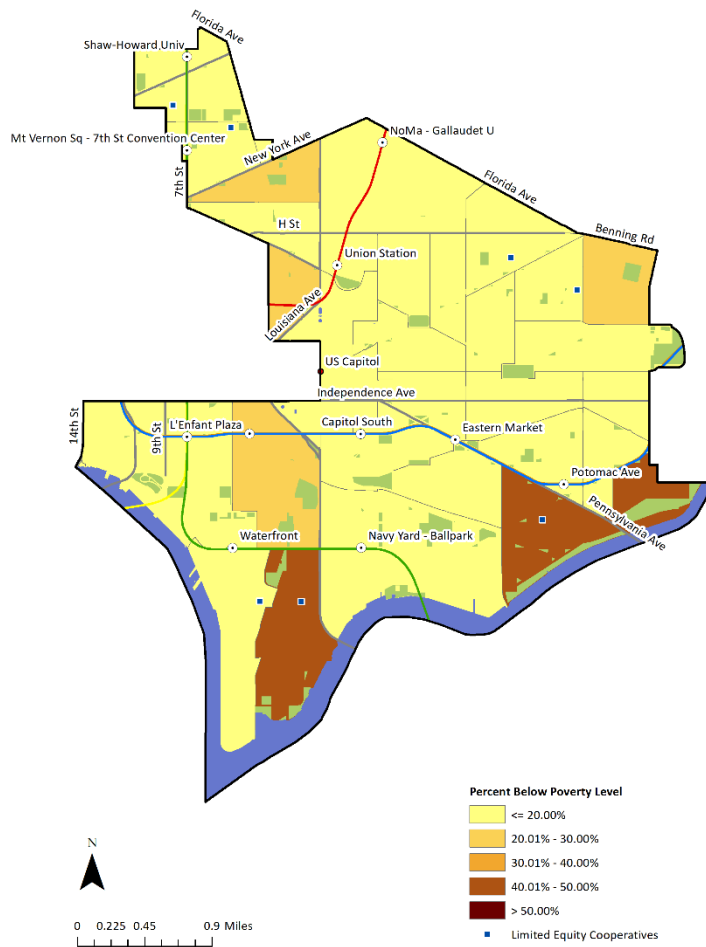 Florida Ave
Shaw-Howard Univ
Mt Vernon Sq - 7th St Convention Center
NoMa - Gallaudet U
New York Ave
7th St
Florida Ave
Benning Rd
H St
Union Station
Louisiana Ave
US Capitol
Independence Ave
14th St
9th St
L'Enfant Plaza
Capitol South
Eastern Market
Potomac Ave
Pennsylvania Ave
Waterfront
Navy Yard - Ballpark
Percent Below Poverty Level
<= 20.00%
20.01% - 30.00%
30.01% - 40.00%
40.01% - 50.00%
> 50.00%
Limited Equity Cooperatives
N
0 0.225 0.45 0.9 Miles